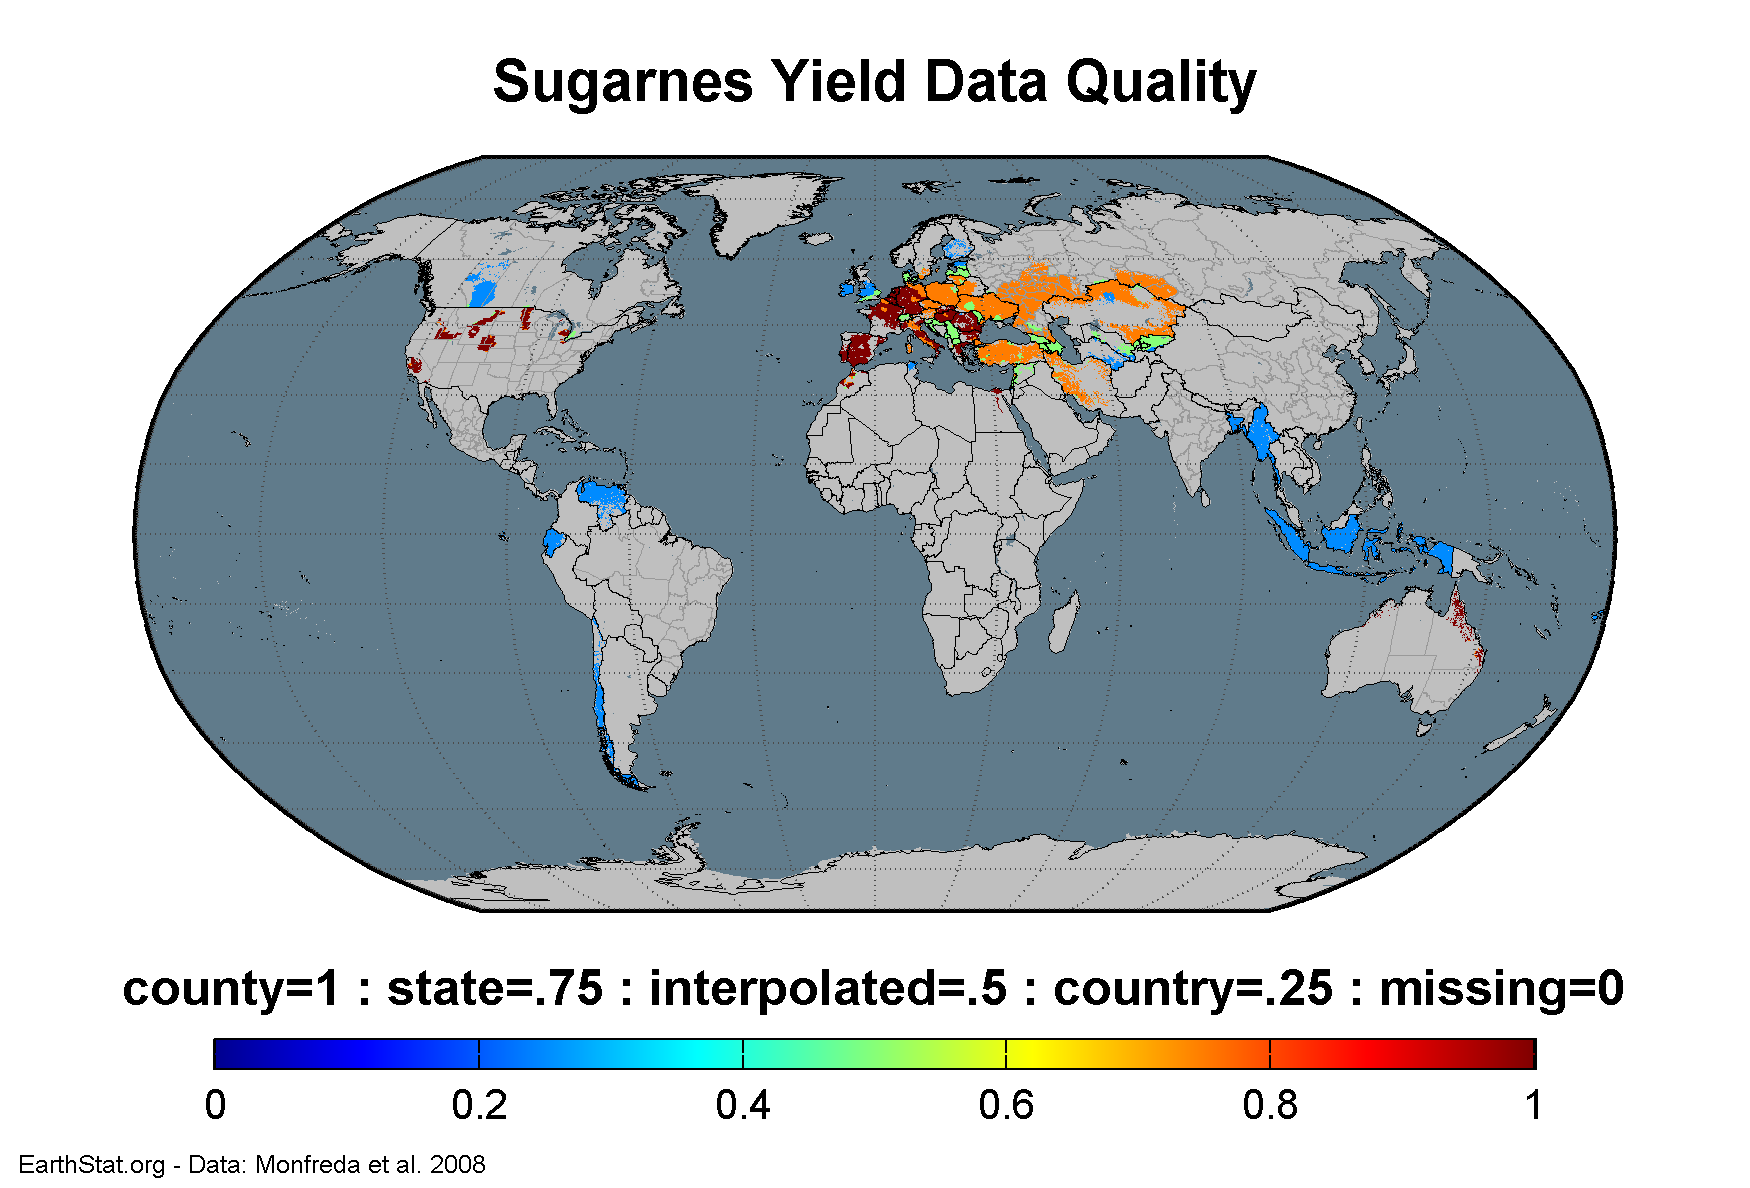 Sugarnes Yield Data Quality
county=1 : state=.75 : interpolated=.5 : country=.25 : missing=0
0 0.2 0.4 0.6 0.8 1
EarthStat.org - Data: Monfreda et al. 2008